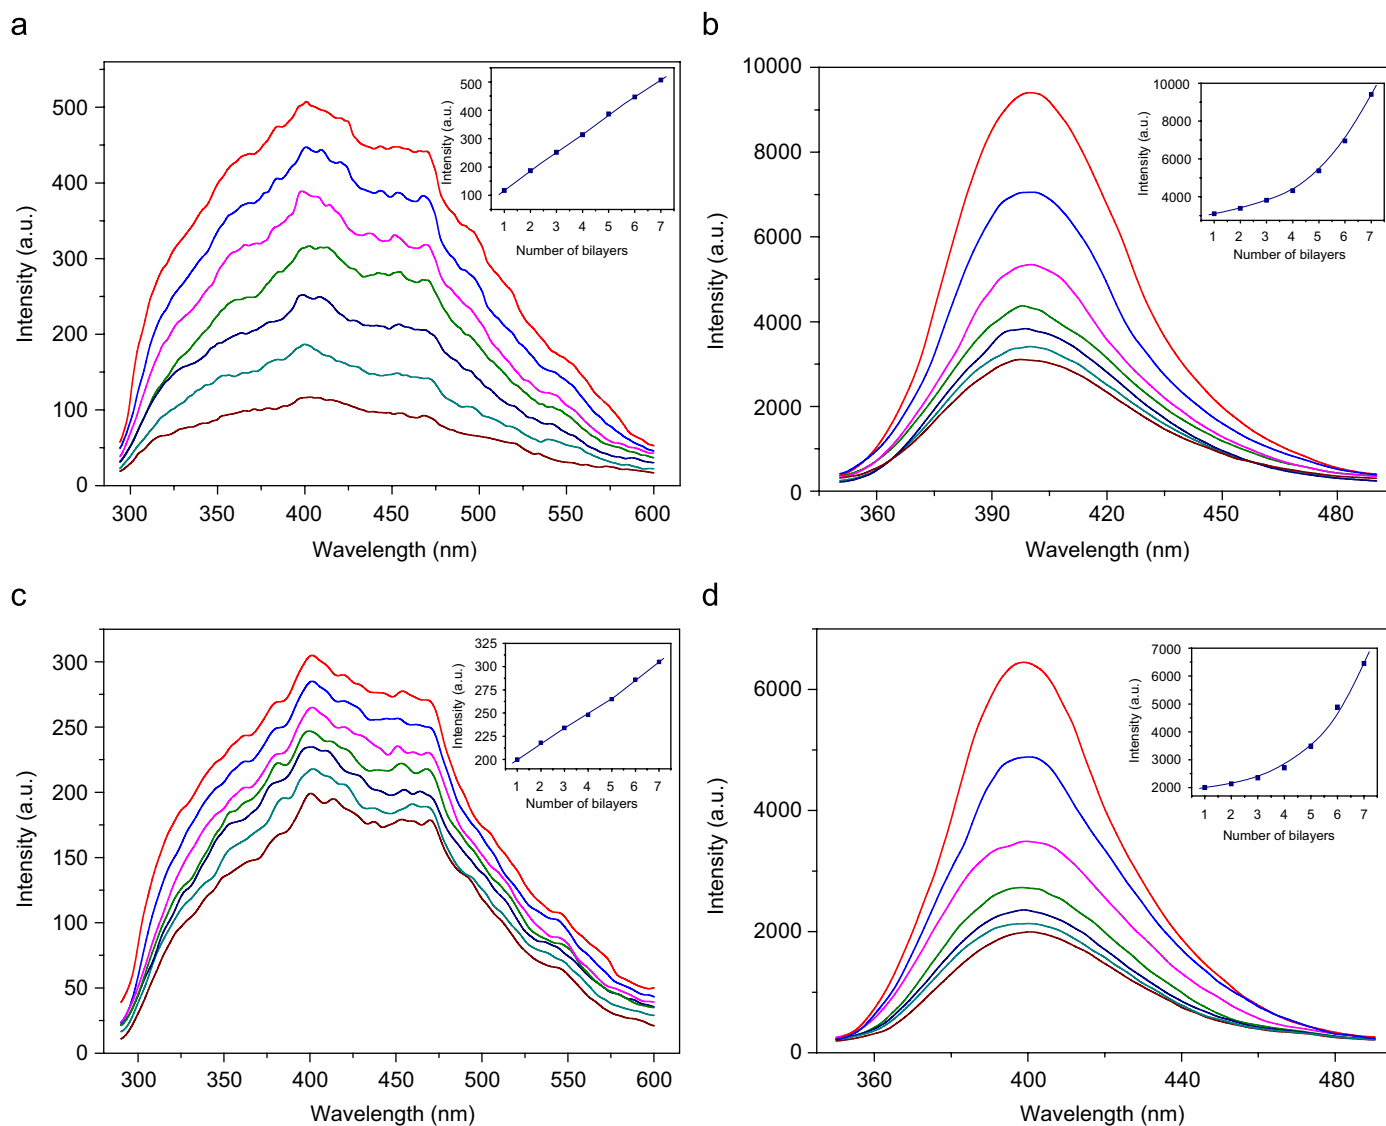 a
500
400
300
200
100
0
300 350 400 450 500 550 600
Wavelength (nm)
Intensity (a.u.)
500
400
300
200
100
1 2 3 4 5 6 7
Number of bilayers
Intensity (a.u.)
b
10000
8000
6000
4000
2000
0
360 390 420 450 480
Wavelength (nm)
Intensity (a.u.)
10000
8000
6000
4000
1 2 3 4 5 6 7
Number of bilayers
Intensity (a.u.)
c
300
250
200
150
100
50
0
300 350 400 450 500 550 600
Wavelength (nm)
Intensity (a.u.)
325
300
275
250
225
200
1 2 3 4 5 6 7
Number of bilayers
Intensity (a.u.)
d
6000
4000
2000
0
360 400 440 480
Wavelength (nm)
Intensity (a.u.)
7000
6000
5000
4000
3000
2000
1 2 3 4 5 6 7
Number of bilayers
Intensity (a.u.)